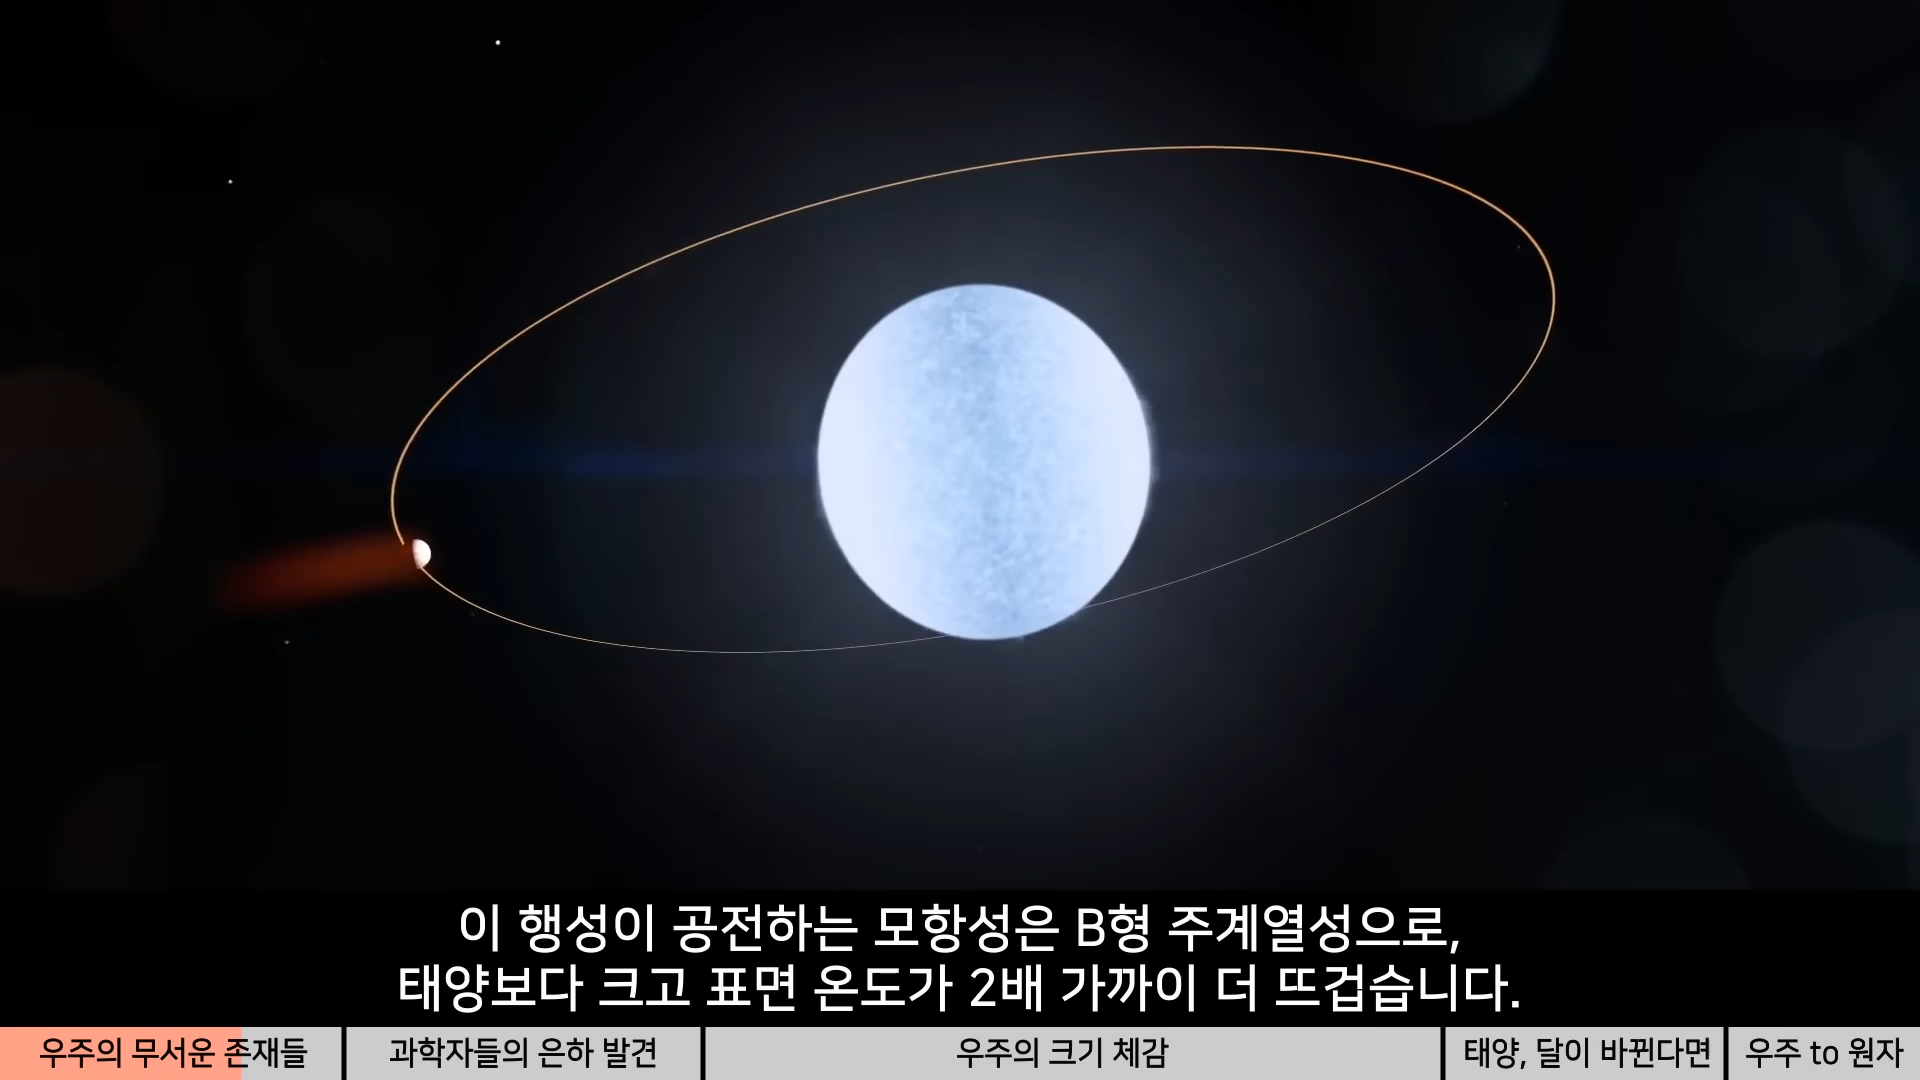 이 행성이 공전하는 모항성은 B형 주계열성으로,
태양보다 크고 표면 온도가 2배 가까이 더 뜨겁습니다.
우주의 무서운 존재들
과학자들의 은하 발견
우주의 크기 체감
태양, 달이 바뀐다면
우주 to 원자